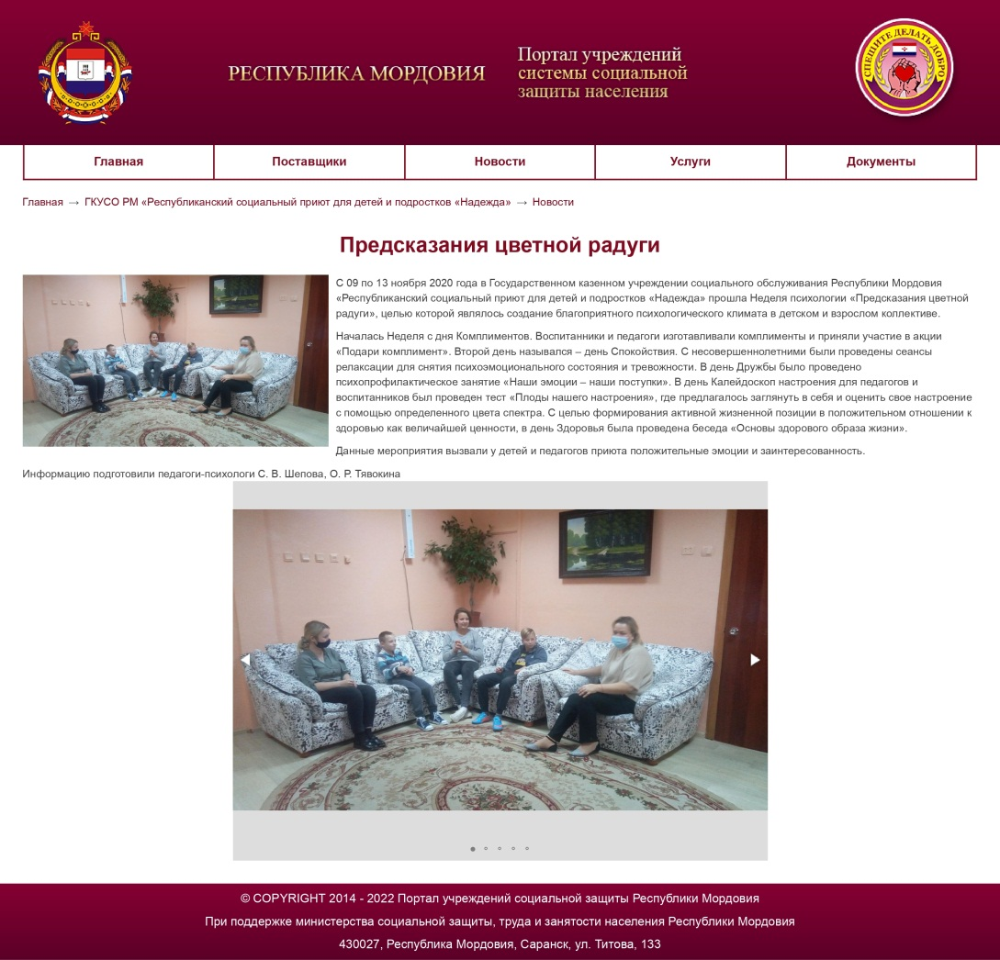 РЕСПУБЛИКА МОРДОВИЯ
Портал учреждений
системы социальной
защиты населения
СПЕШИТЕ ДЕЛАТЬ ДОБРО
Главная
Поставщики
Новости
Услуги
Документы
Главная → ГКУСО РМ «Республиканский социальный приют для детей и подростков «Надежда» → Новости
Предсказания цветной радуги
С 09 по 13 ноября 2020 года в Государственном казенном учреждении социального обслуживания Республики Мордовия
«Республиканский социальный приют для детей и подростков «Надежда» прошла Неделя психологии «Предсказания цветной
радуги», целью которой являлось создание благоприятного психологического климата в детском и взрослом коллективе.
Началась Неделя с дня Комплиментов. Воспитанники и педагоги изготавливали комплименты и приняли участие в акции
«Подари комплимент». Второй день назывался – день Спокойствия. С несовершеннолетними были проведены сеансы
релаксации для снятия психоэмоционального состояния и тревожности. В день Дружбы было проведено
психопрофилактическое занятие «Наши эмоции – наши поступки». В день Калейдоскоп настроения для педагогов и
воспитанников был проведен тест «Плоды нашего настроения», где предлагалось заглянуть в себя и оценить свое настроение
с помощью определенного цвета спектра. С целью формирования активной жизненной позиции в положительном отношении к
здоровью как величайшей ценности, в день Здоровья была проведена беседа «Основы здорового образа жизни».
Данные мероприятия вызвали у детей и педагогов приюта положительные эмоции и заинтересованность.
Информацию подготовили педагоги-психологи С. В. Шепова, О. Р. Тявокина
© COPYRIGHT 2014 - 2022 Портал учреждений социальной защиты Республики Мордовия
При поддержке министерства социальной защиты, труда и занятости населения Республики Мордовия
430027, Республика Мордовия, Саранск, ул. Титова, 133